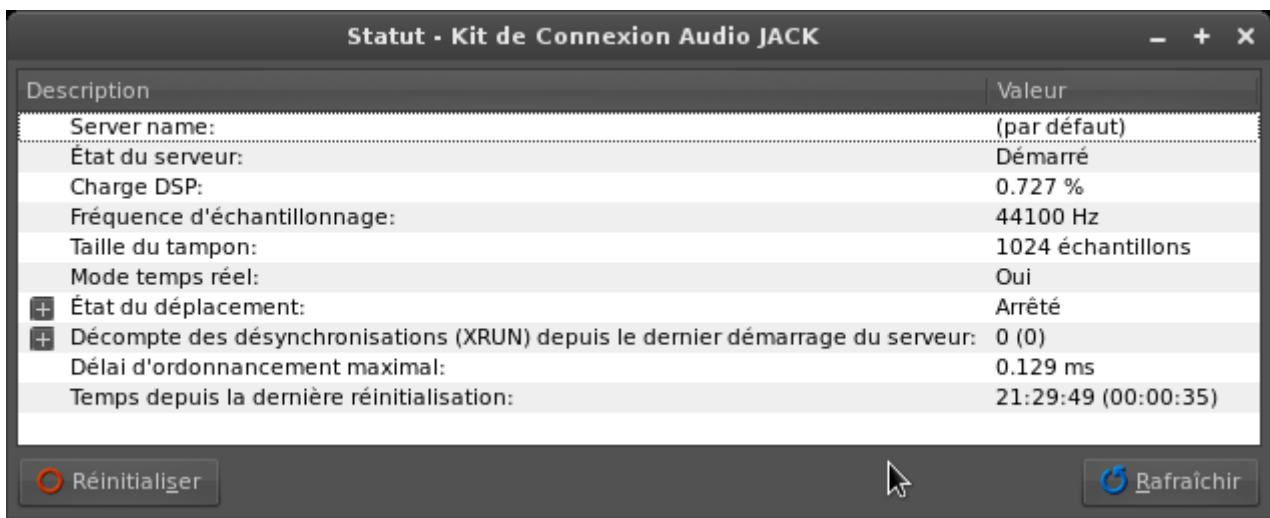 Statut - Kit de Connexion Audio JACK
Description Valeur
Server name: (par défaut)
État du serveur: Démarré
Charge DSP: 0.727 %
Fréquence d'échantillonnage: 44100 Hz
Taille du tampon: 1024 échantillons
Mode temps réel: Oui
État du déplacement: Arrêté
Décompte des désynchronisations (XRUN) depuis le dernier démarrage du serveur: 0 (0)
Délai d'ordonnancement maximal: 0.129 ms
Temps depuis la dernière réinitialisation: 21:29:49 (00:00:35)
Réinitialiser Rafraîchir